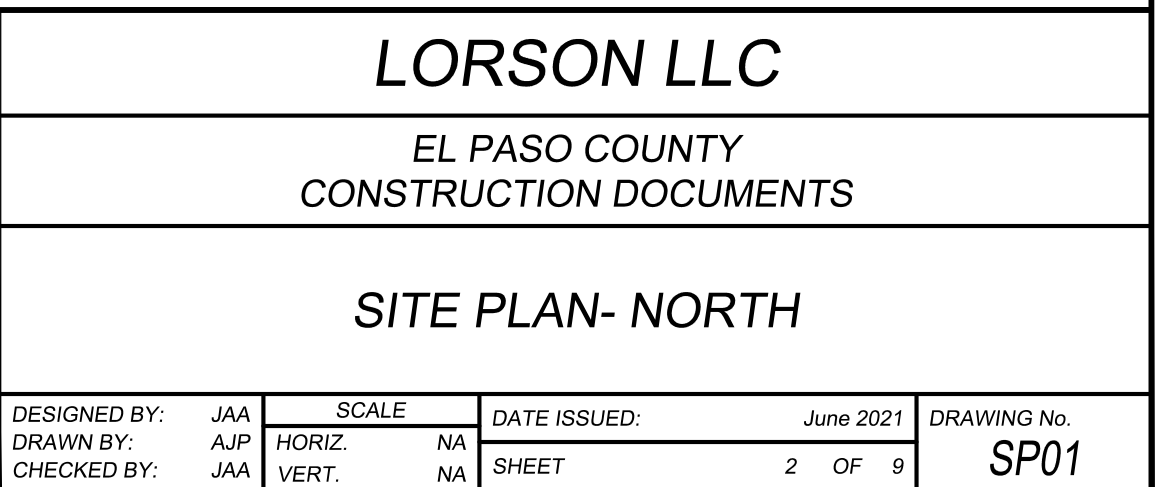 LORSON LLC
EL PASO COUNTY
CONSTRUCTION DOCUMENTS
SITE PLAN- NORTH
DESIGNED BY: JAA
DRAWN BY: AJP
CHECKED BY: JAA
SCALE
HORIZ. NA
VERT. NA
DATE ISSUED: June 2021
SHEET 2 OF 9
DRAWING No.
SP01